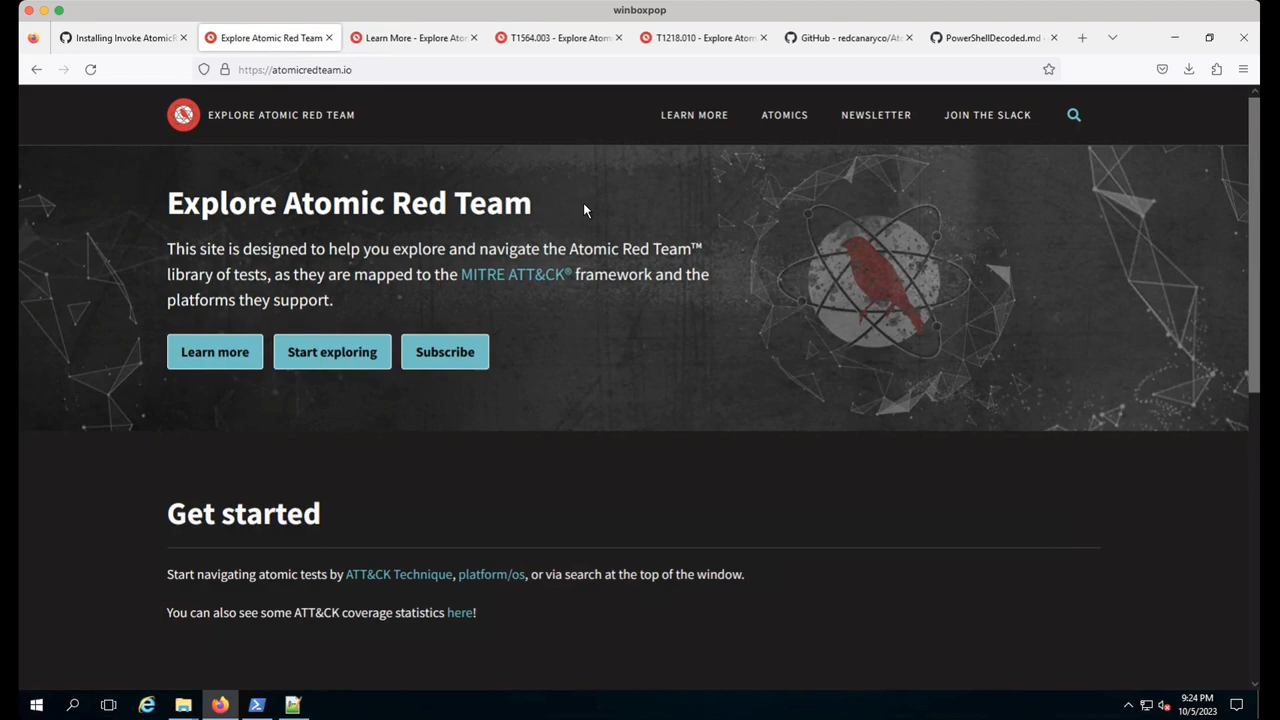 winboxpop
Installing Invoke AtomicR
Explore Atomic Red Team
Learn More - Explore Ator
T1564.003 - Explore Atom
T1218.010 - Explore Atom
GitHub - redcanaryco/Ato
PowerShellDecoded.md -
https://atomicredteam.io
EXPLORE ATOMIC RED TEAM
LEARN MORE
ATOMICS
NEWSLETTER
JOIN THE SLACK
Explore Atomic Red Team
This site is designed to help you explore and navigate the Atomic Red Team™
library of tests, as they are mapped to the MITRE ATT&CK® framework and the
platforms they support.
Learn more
Start exploring
Subscribe
Get started
Start navigating atomic tests by ATT&CK Technique, platform/os, or via search at the top of the window.
You can also see some ATT&CK coverage statistics here!
9:24 PM
10/5/2023